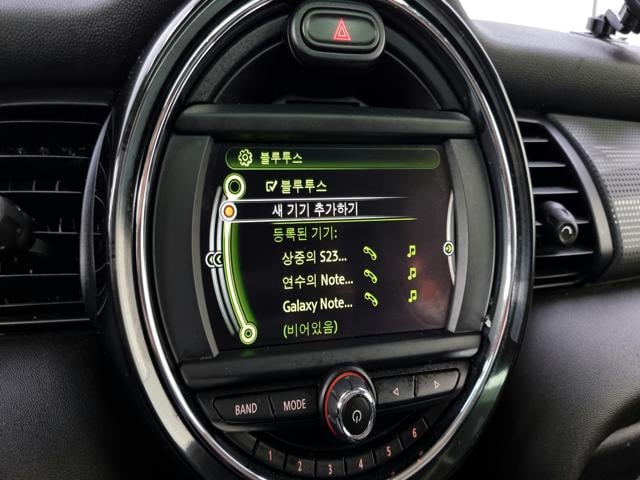 블루투스
블루투스
새 기기 추가하기
등록된 기기:
상중의 S23...
연수의 Note...
Galaxy Note...
(비어있음)
BAND MODE
1 2 3 4 5 6